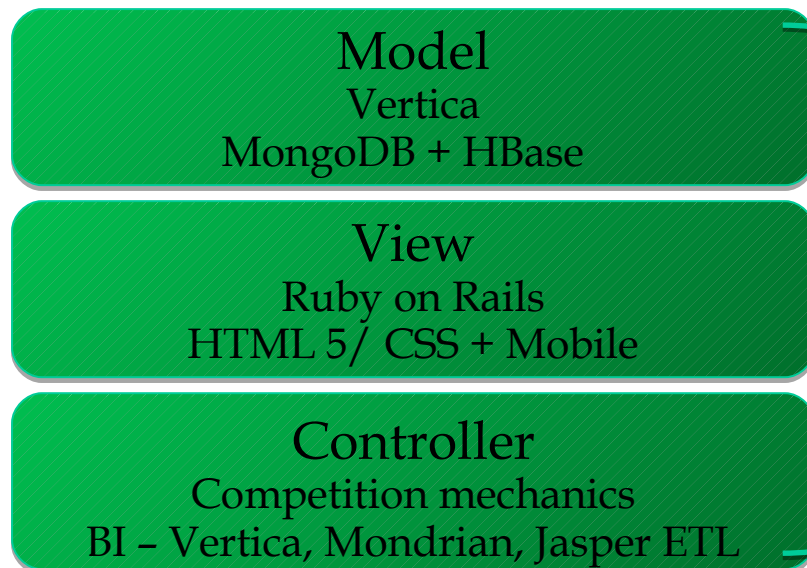 Model
Vertica
MongoDB + HBase
View
Ruby on Rails
HTML 5/ CSS + Mobile
Controller
Competition mechanics
BI – Vertica, Mondrian, Jasper ETL